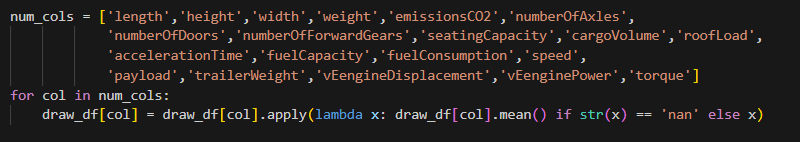 num_cols = ['length','height','width','weight','emissionsCO2','numberOfAxles',
'numberOfDoors','numberOfForwardGears','seatingCapacity','cargoVolume','roofLoad',
'accelerationTime','fuelCapacity','fuelConsumption','speed',
'payload','trailerWeight','vEengineDisplacement','vEenginePower','torque']
for col in num_cols:
draw_df[col] = draw_df[col].apply(lambda x: draw_df[col].mean() if str(x) == 'nan' else x)